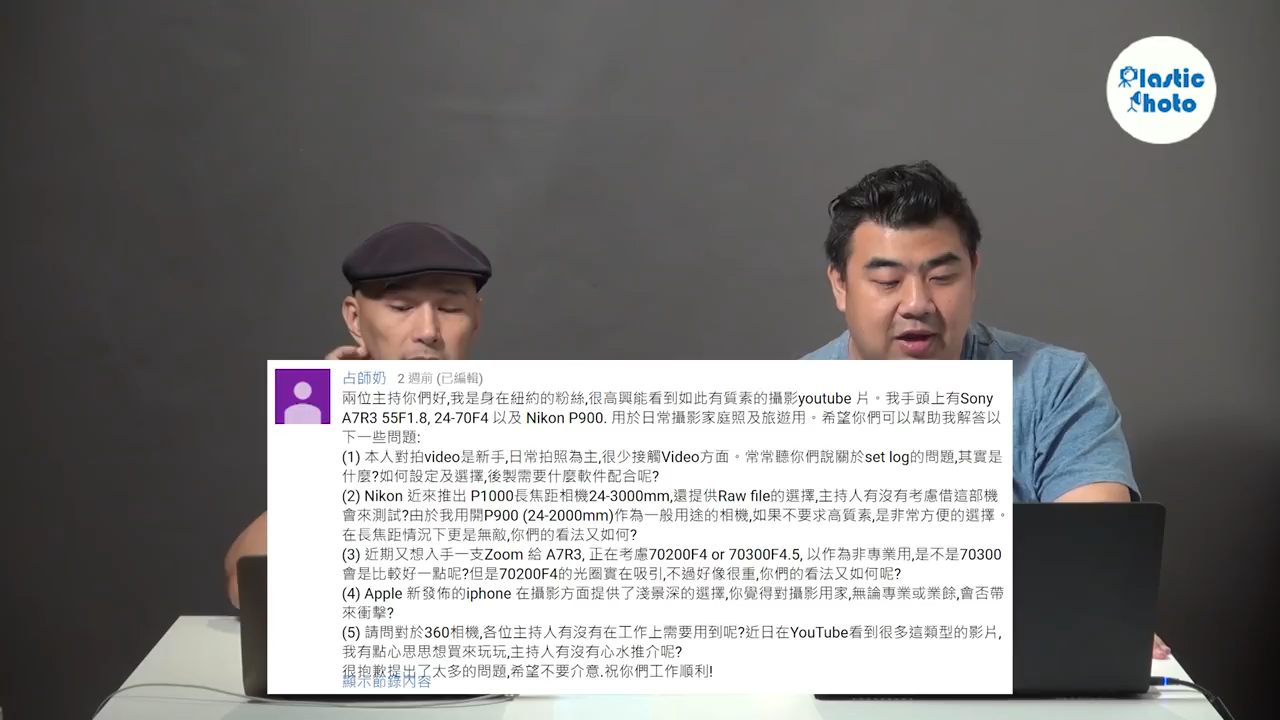 Plastic
Photo
占師奶 2 週前 (已編輯)
兩位主持你們好,我是身在紐約的粉絲,很高興能看到如此有質素的攝影youtube 片。我手頭上有Sony
A7R3 55F1.8, 24-70F4 以及 Nikon P900. 用於日常攝影家庭照及旅遊用。希望你們可以幫助我解答以
下一些問題:
(1) 本人對拍video是新手,日常拍照為主,很少接觸Video方面。常常聽你們說關於set log的問題,其實是
什麼?如何設定及選擇,後製需要什麼軟件配合呢?
(2) Nikon 近來推出 P1000長焦距相機24-3000mm,還提供Raw file的選擇,主持人有沒有考慮借這部機
會來測試?由於我用開P900 (24-2000mm)作為一般用途的相機,如果不要求高質素,是非常方便的選擇。
在長焦距情況下更是無敵,你們的看法又如何?
(3) 近期又想入手一支Zoom 給 A7R3, 正在考慮70200F4 or 70300F4.5, 以作為非專業用,是不是70300
會是比較好一點呢?但是70200F4的光圈實在吸引,不過好像很重,你們的看法又如何呢?
(4) Apple 新發佈的iphone 在攝影方面提供了淺景深的選擇,你覺得對攝影用家,無論專業或業餘,會否帶
來衝擊?
(5) 請問對於360相機,各位主持人有沒有在工作上需要用到呢?近日在YouTube看到很多這類型的影片,
我有點心思思想買來玩玩,主持人有沒有心水推介呢?
很抱歉提出了太多的問題,希望不要介意.祝你們工作順利!
顯示節錄內容